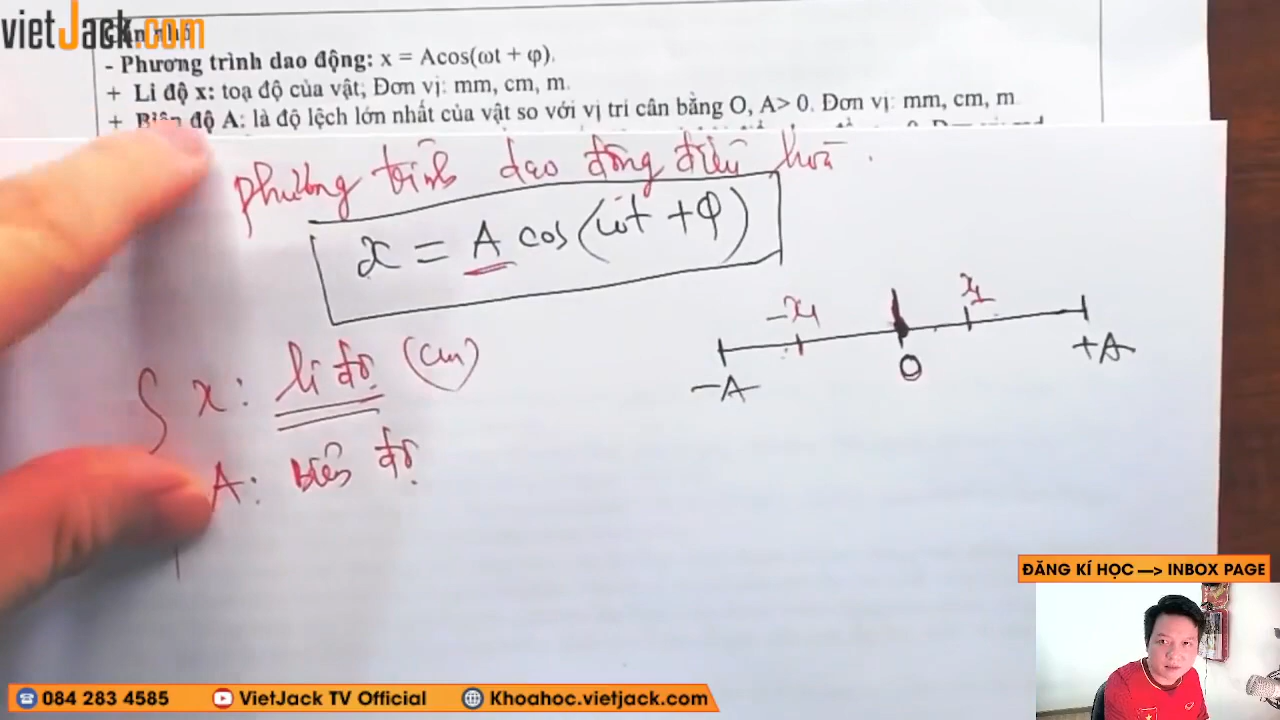 vietJack.com
Cần nhớ
- Phương trình dao động: x = Acos(ωt + φ).
+ Li độ x: toạ độ của vật; Đơn vị: mm, cm, m.
+ Biên độ A: là độ lệch lớn nhất của vật so với vị trí cân bằng O, A> 0. Đơn vị: mm, cm, m
phương trình dao động điều hoà.
x = A cos(ωt + φ)
-x₁ x₁
-A O +A
x: li độ (cm)
A: biên độ
ĐĂNG KÍ HỌC —> INBOX PAGE
084 283 4585 VietJack TV Official Khoahoc.vietjack.com